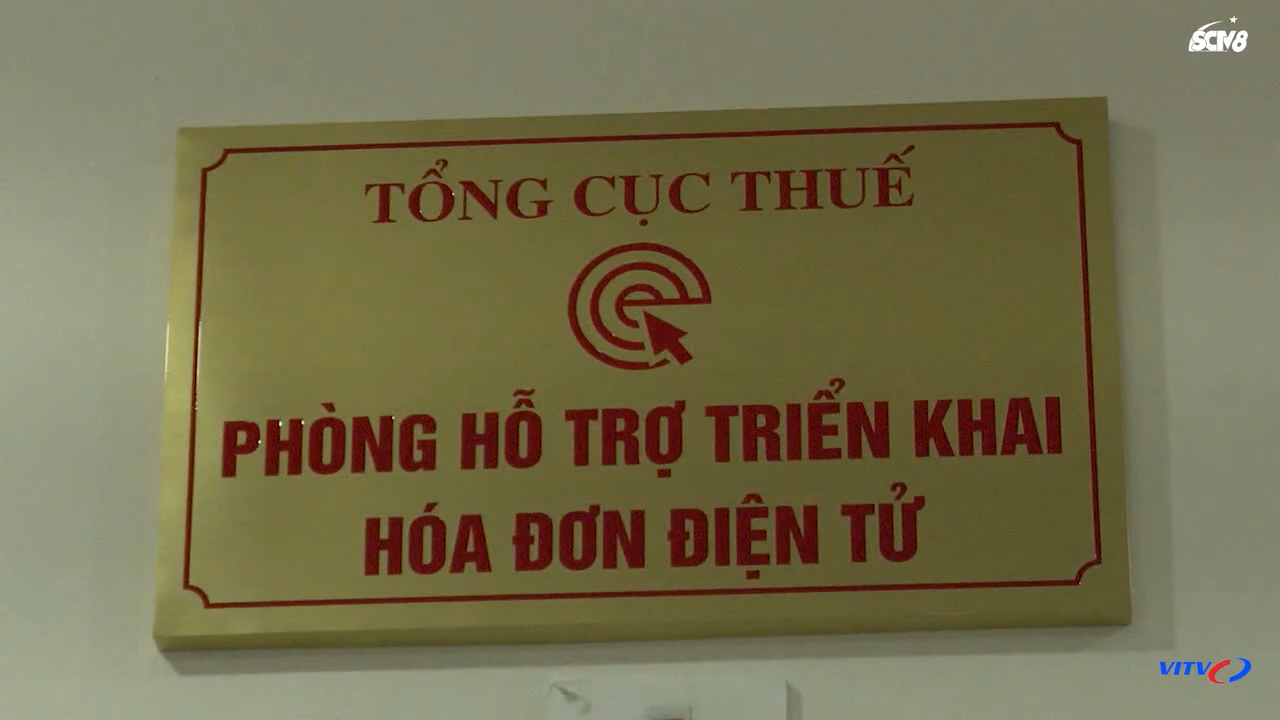 SCTV8
TỔNG CỤC THUẾ
PHÒNG HỖ TRỢ TRIỂN KHAI
HÓA ĐƠN ĐIỆN TỬ
VITV